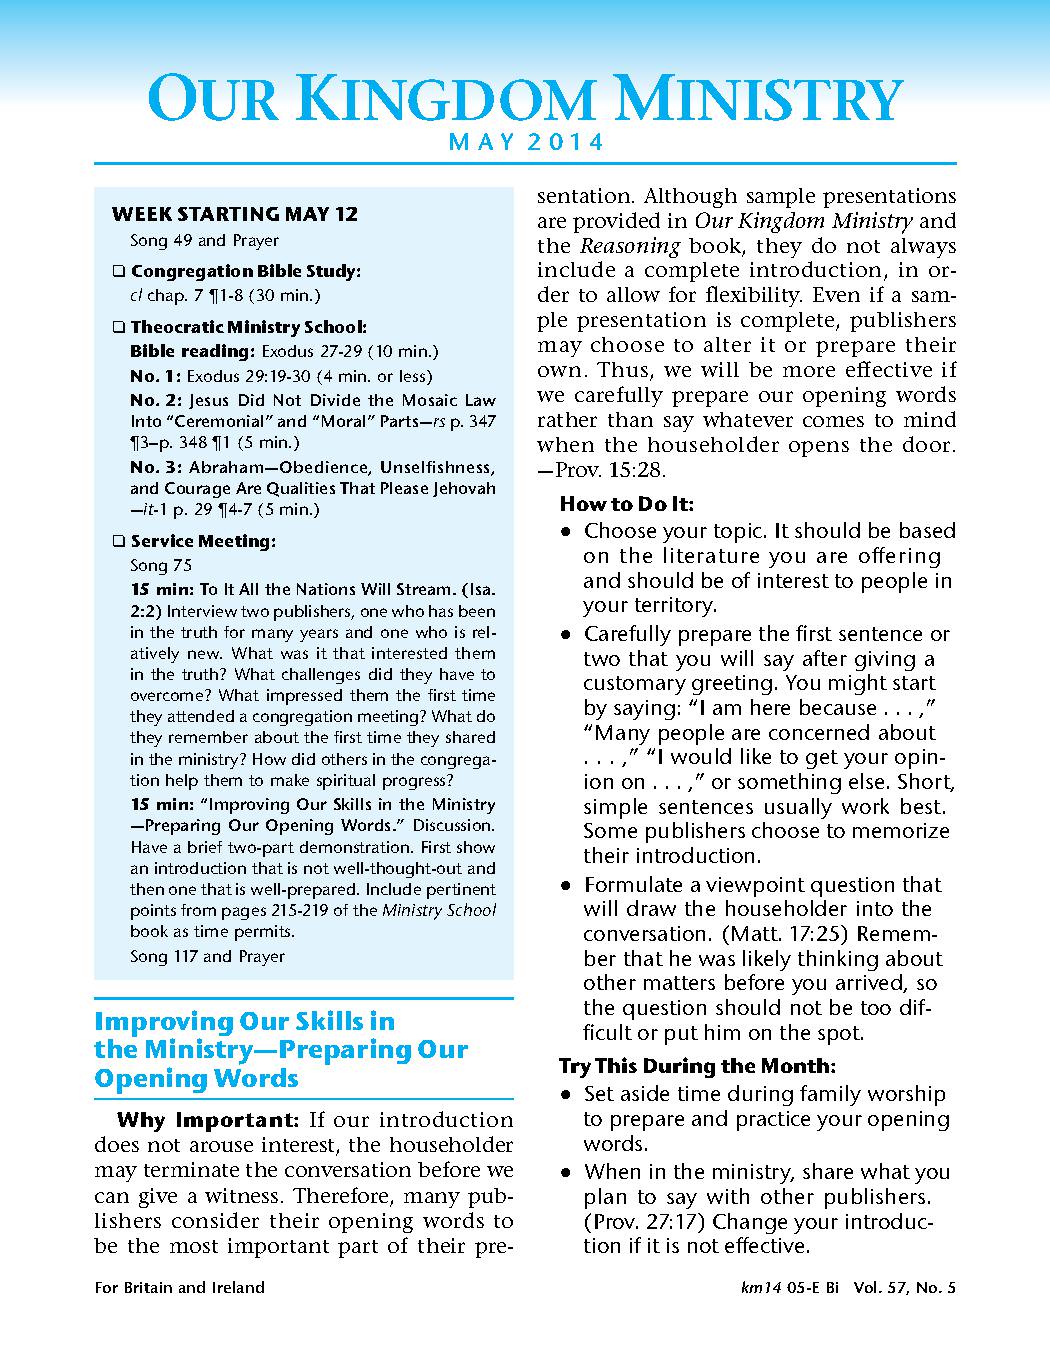 OUR KINGDOM MINISTRY
MAY 2014
WEEK STARTING MAY 12
Song 49 and Prayer
❑ Congregation Bible Study:
cl chap. 7 ¶1-8 (30 min.)
❑ Theocratic Ministry School:
Bible reading: Exodus 27-29 (10 min.)
No. 1: Exodus 29:19-30 (4 min. or less)
No. 2: Jesus Did Not Divide the Mosaic Law
Into “Ceremonial” and “Moral” Parts—rs p. 347
¶3–p. 348 ¶1 (5 min.)
No. 3: Abraham—Obedience, Unselfishness,
and Courage Are Qualities That Please Jehovah
—it-1 p. 29 ¶4-7 (5 min.)
❑ Service Meeting:
Song 75
15 min: To It All the Nations Will Stream. (Isa.
2:2) Interview two publishers, one who has been
in the truth for many years and one who is rel-
atively new. What was it that interested them
in the truth? What challenges did they have to
overcome? What impressed them the first time
they attended a congregation meeting? What do
they remember about the first time they shared
in the ministry? How did others in the congrega-
tion help them to make spiritual progress?
15 min: “Improving Our Skills in the Ministry
—Preparing Our Opening Words.” Discussion.
Have a brief two-part demonstration. First show
an introduction that is not well-thought-out and
then one that is well-prepared. Include pertinent
points from pages 215-219 of the Ministry School
book as time permits.
Song 117 and Prayer
Improving Our Skills in
the Ministry—Preparing Our
Opening Words
Why Important: If our introduction
does not arouse interest, the householder
may terminate the conversation before we
can give a witness. Therefore, many pub-
lishers consider their opening words to
be the most important part of their pre-
sentation. Although sample presentations
are provided in Our Kingdom Ministry and
the Reasoning book, they do not always
include a complete introduction, in or-
der to allow for flexibility. Even if a sam-
ple presentation is complete, publishers
may choose to alter it or prepare their
own. Thus, we will be more effective if
we carefully prepare our opening words
rather than say whatever comes to mind
when the householder opens the door.
—Prov. 15:28.
How to Do It:
● Choose your topic. It should be based
on the literature you are offering
and should be of interest to people in
your territory.
● Carefully prepare the first sentence or
two that you will say after giving a
customary greeting. You might start
by saying: “I am here because . . . ,”
“Many people are concerned about
. . . ,” “I would like to get your opin-
ion on . . . ,” or something else. Short,
simple sentences usually work best.
Some publishers choose to memorize
their introduction.
● Formulate a viewpoint question that
will draw the householder into the
conversation. (Matt. 17:25) Remem-
ber that he was likely thinking about
other matters before you arrived, so
the question should not be too dif-
ficult or put him on the spot.
Try This During the Month:
● Set aside time during family worship
to prepare and practice your opening
words.
● When in the ministry, share what you
plan to say with other publishers.
(Prov. 27:17) Change your introduc-
tion if it is not effective.
For Britain and Ireland
km14 05-E Bi Vol. 57, No. 5